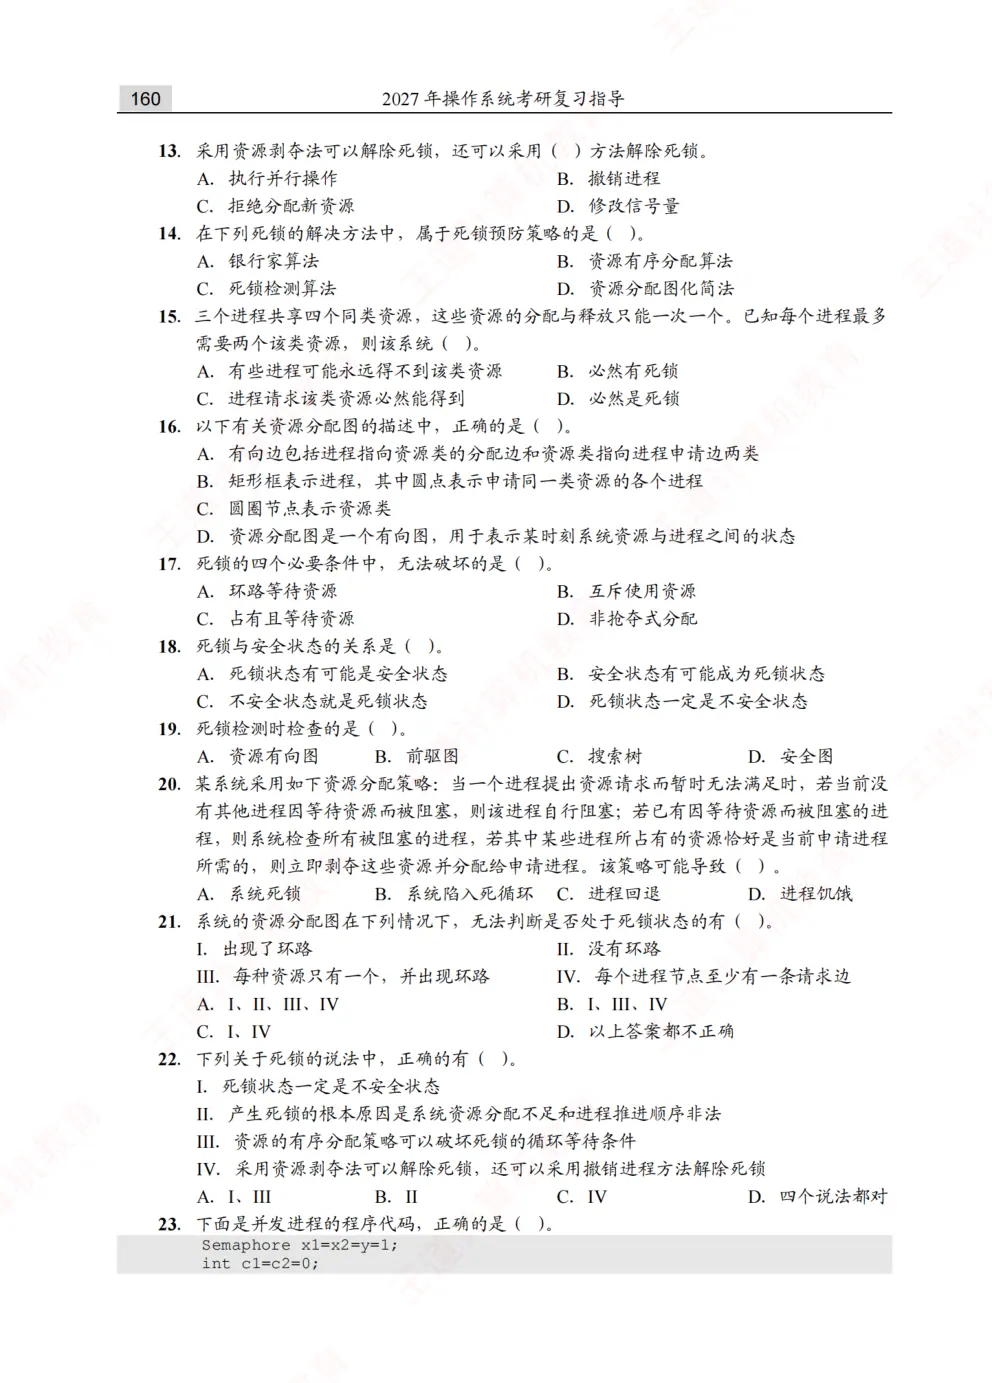 160
2027 年操作系统考研复习指导
13. 采用资源剥夺法可以解除死锁，还可以采用（ ）方法解除死锁。
A. 执行并行操作 B. 撤销进程
C. 拒绝分配新资源 D. 修改信号量
14. 在下列死锁的解决方法中，属于死锁预防策略的是（ ）。
A. 银行家算法 B. 资源有序分配算法
C. 死锁检测算法 D. 资源分配图化简法
15. 三个进程共享四个同类资源，这些资源的分配与释放只能一次一个。已知每个进程最多
需要两个该类资源，则该系统（ ）。
A. 有些进程可能永远得不到该类资源 B. 必然有死锁
C. 进程请求该类资源必然能得到 D. 必然是死锁
16. 以下有关资源分配图的描述中，正确的是（ ）。
A. 有向边包括进程指向资源类的分配边和资源类指向进程申请边两类
B. 矩形框表示进程，其中圆点表示申请同一类资源的各个进程
C. 圆圈节点表示资源类
D. 资源分配图是一个有向图，用于表示某时刻系统资源与进程之间的状态
17. 死锁的四个必要条件中，无法破坏的是（ ）。
A. 环路等待资源 B. 互斥使用资源
C. 占有且等待资源 D. 非抢夺式分配
18. 死锁与安全状态的关系是（ ）。
A. 死锁状态有可能是安全状态 B. 安全状态有可能成为死锁状态
C. 不安全状态就是死锁状态 D. 死锁状态一定是不安全状态
19. 死锁检测时检查的是（ ）。
A. 资源有向图 B. 前驱图 C. 搜索树 D. 安全图
20. 某系统采用如下资源分配策略：当一个进程提出资源请求而暂时无法满足时，若当前没
有其他进程因等待资源而被阻塞，则该进程自行阻塞；若已有因等待资源而被阻塞的进
程，则系统检查所有被阻塞的进程，若其中某些进程所占有的资源恰好是当前申请进程
所需的，则立即剥夺这些资源并分配给申请进程。该策略可能导致（ ）。
A. 系统死锁 B. 系统陷入死循环 C. 进程回退 D. 进程饥饿
21. 系统的资源分配图在下列情况下，无法判断是否处于死锁状态的有（ ）。
I. 出现了环路 II. 没有环路
III. 每种资源只有一个，并出现环路 IV. 每个进程节点至少有一条请求边
A. I、II、III、IV B. I、III、IV
C. I、IV D. 以上答案都不正确
22. 下列关于死锁的说法中，正确的有（ ）。
I. 死锁状态一定是不安全状态
II. 产生死锁的根本原因是系统资源分配不足和进程推进顺序非法
III. 资源的有序分配策略可以破坏死锁的循环等待条件
IV. 采用资源剥夺法可以解除死锁，还可以采用撤销进程方法解除死锁
A. I、III B. II C. IV D. 四个说法都对
23. 下面是并发进程的程序代码，正确的是（ ）。
Semaphore x1=x2=y=1;
int c1=c2=0;